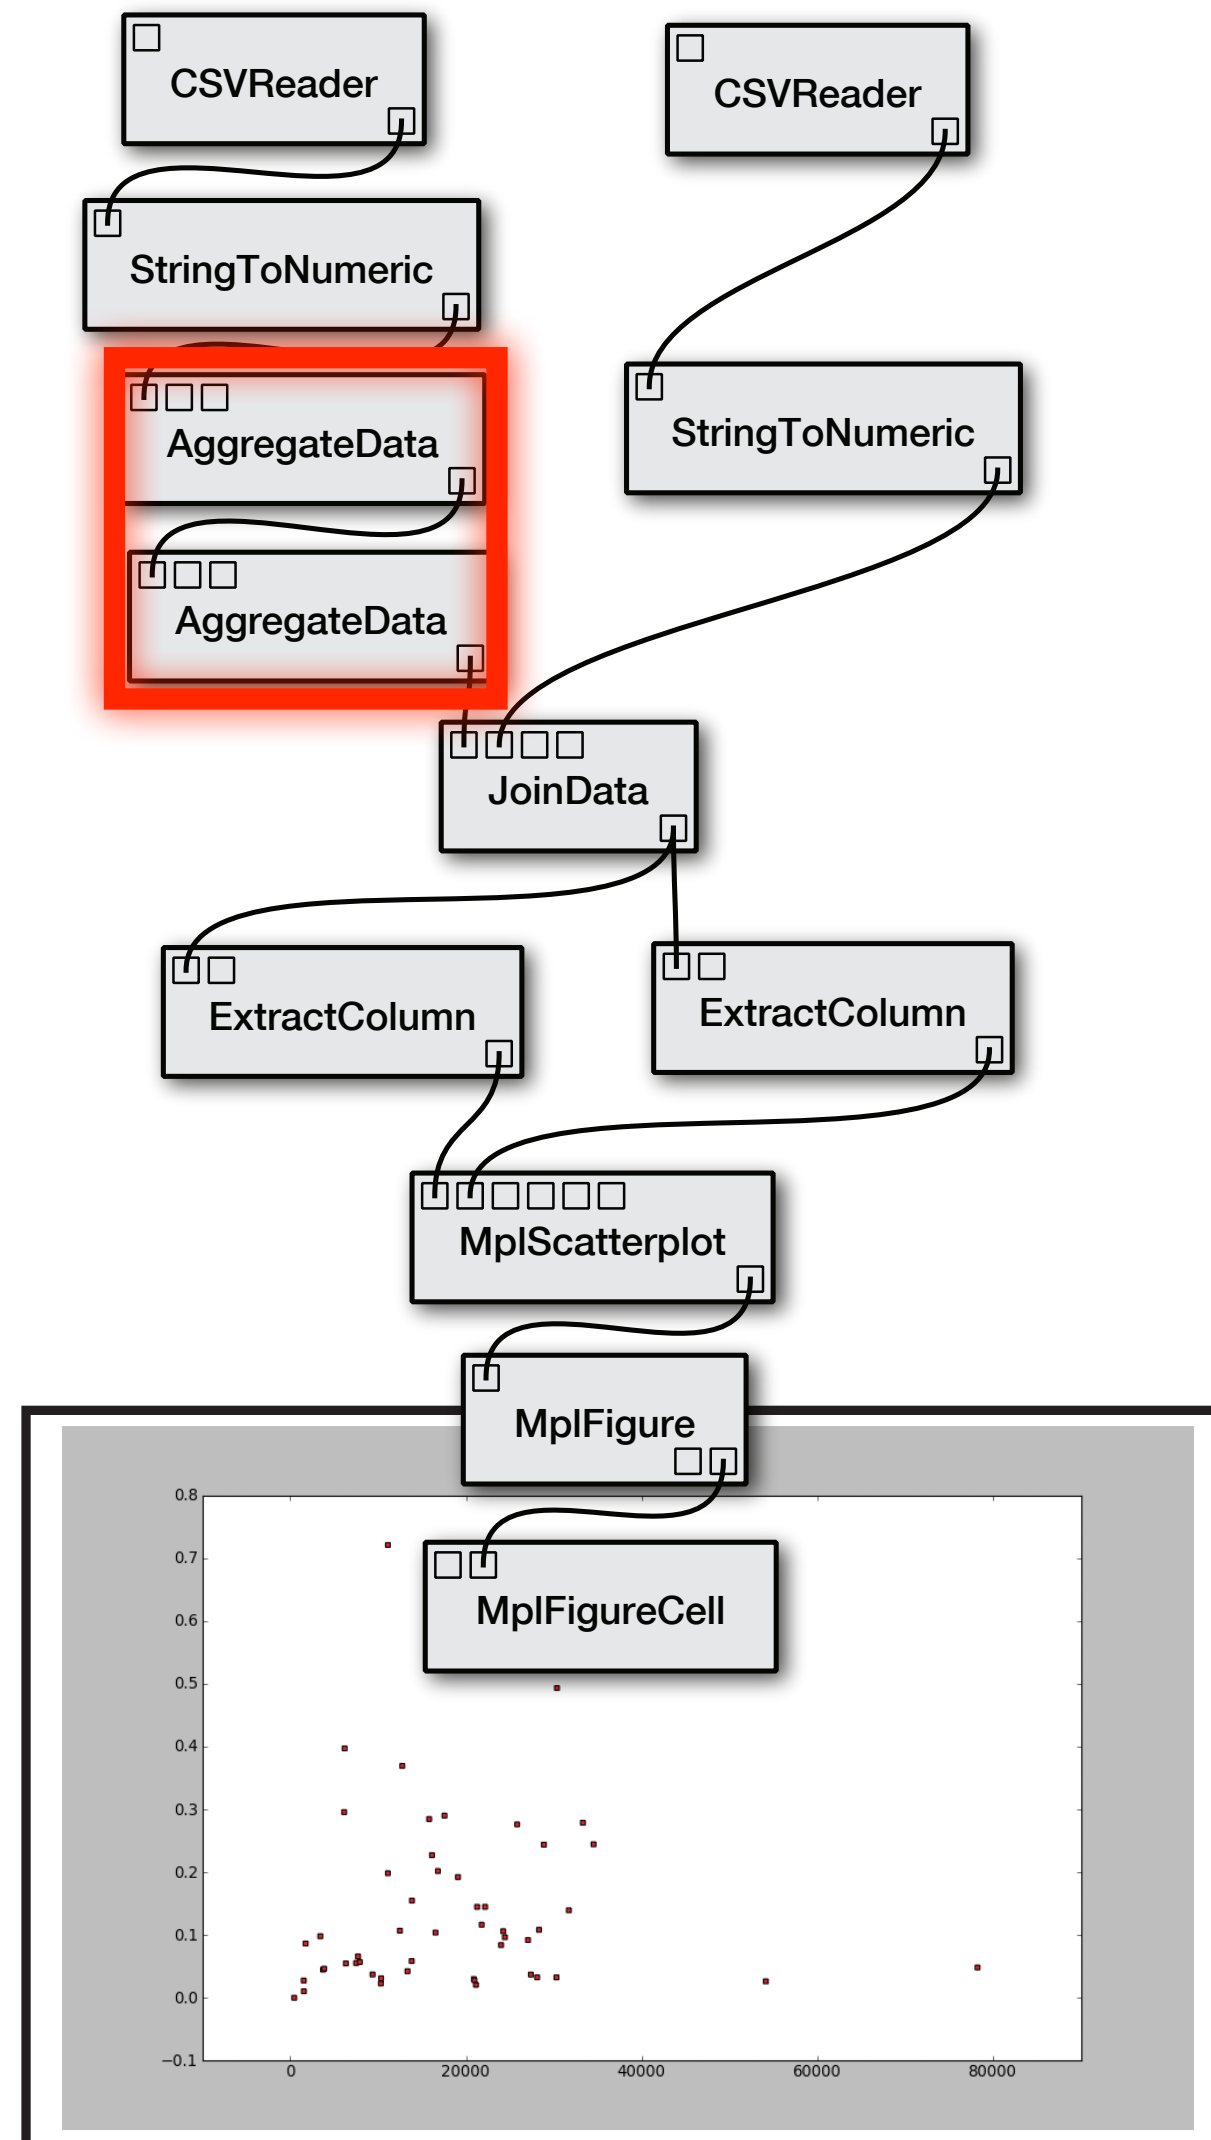 CSVReader
CSVReader
StringToNumeric
AggregateData
StringToNumeric
AggregateData
JoinData
ExtractColumn
ExtractColumn
MplScatterplot
MplFigure
MplFigureCell
0.8
0.7
0.6
0.5
0.4
0.3
0.2
0.1
0.0
−0.1
0 20000 40000 60000 80000